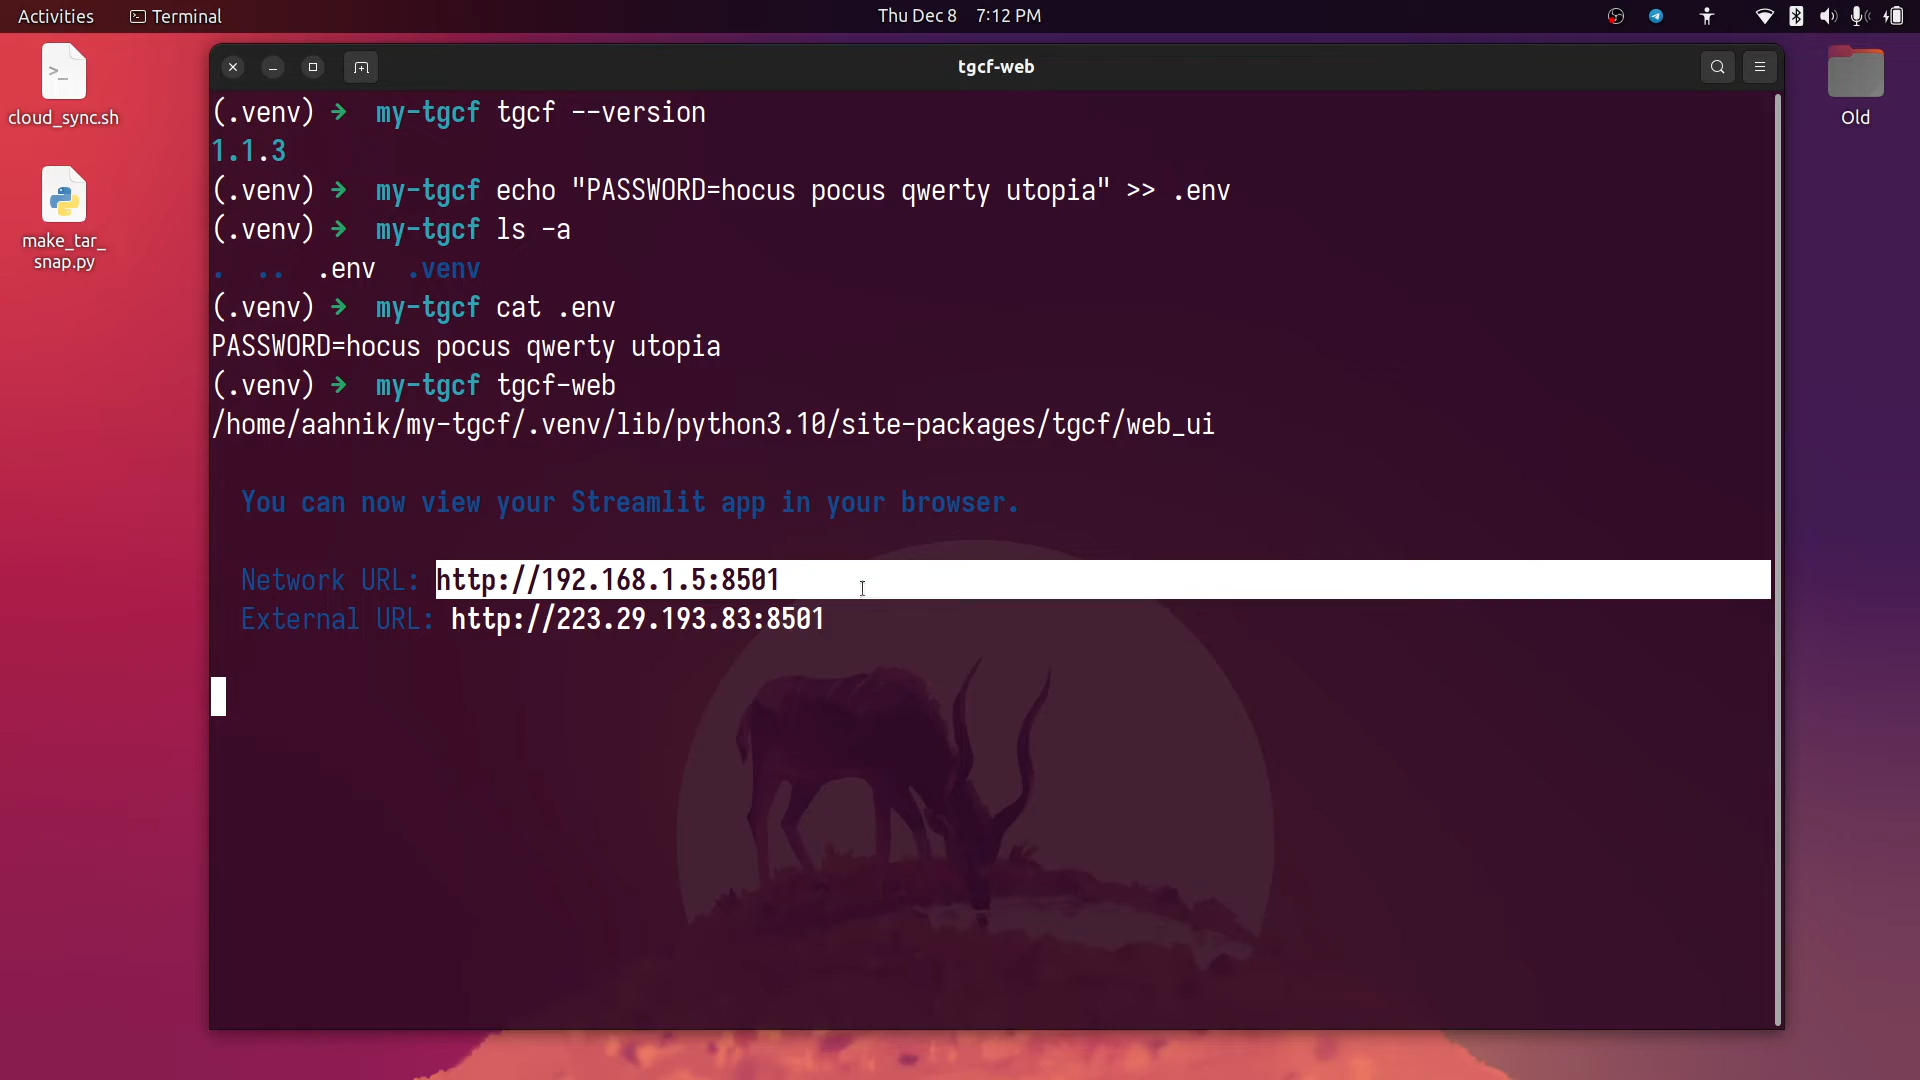 Activities Terminal Thu Dec 8 7:12 PM
cloud_sync.sh
make_tar_
snap.py
Old
tgcf-web
(.venv) ➜ my-tgcf tgcf --version
1.1.3
(.venv) ➜ my-tgcf echo "PASSWORD=hocus pocus qwerty utopia" >> .env
(.venv) ➜ my-tgcf ls -a
. .. .env .venv
(.venv) ➜ my-tgcf cat .env
PASSWORD=hocus pocus qwerty utopia
(.venv) ➜ my-tgcf tgcf-web
/home/aahnik/my-tgcf/.venv/lib/python3.10/site-packages/tgcf/web_ui
You can now view your Streamlit app in your browser.
Network URL: http://192.168.1.5:8501
External URL: http://223.29.193.83:8501